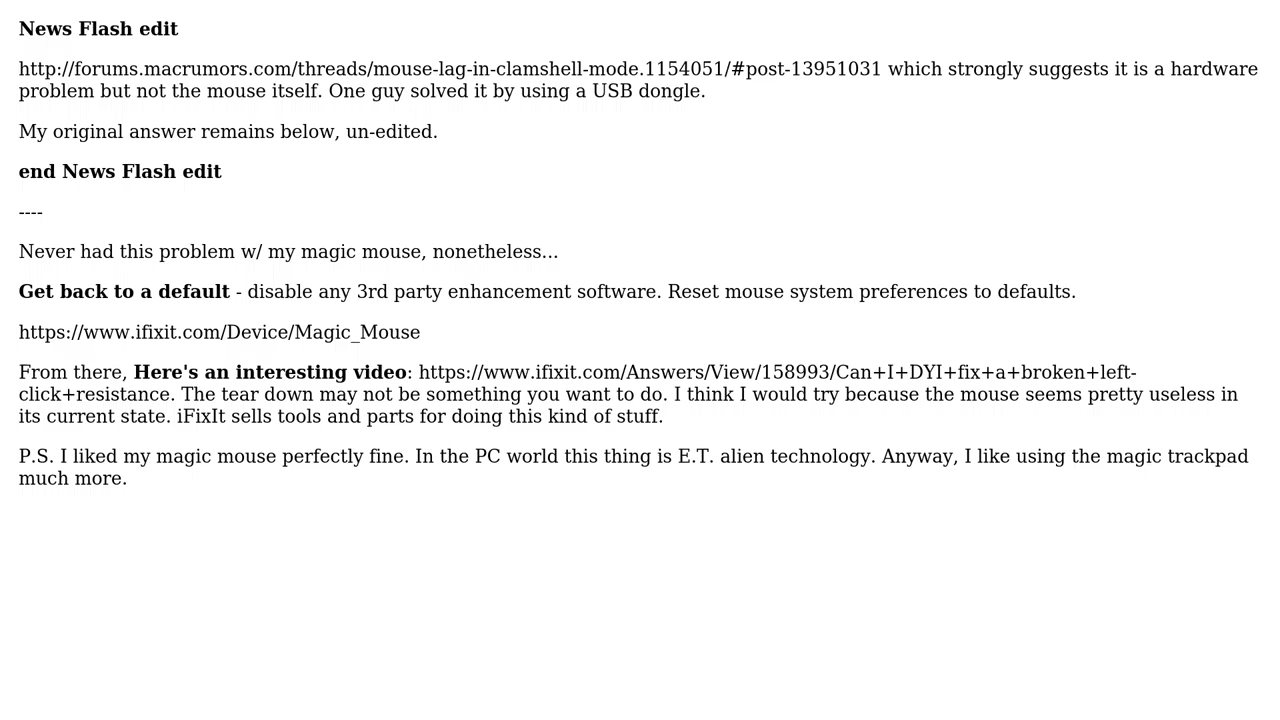 News Flash edit
http://forums.macrumors.com/threads/mouse-lag-in-clamshell-mode.1154051/#post-13951031 which strongly suggests it is a hardware
problem but not the mouse itself. One guy solved it by using a USB dongle.
My original answer remains below, un-edited.
end News Flash edit
----
Never had this problem w/ my magic mouse, nonetheless...
Get back to a default - disable any 3rd party enhancement software. Reset mouse system preferences to defaults.
https://www.ifixit.com/Device/Magic_Mouse
From there, Here's an interesting video: https://www.ifixit.com/Answers/View/158993/Can+I+DYI+fix+a+broken+left-
click+resistance. The tear down may not be something you want to do. I think I would try because the mouse seems pretty useless in
its current state. iFixIt sells tools and parts for doing this kind of stuff.
P.S. I liked my magic mouse perfectly fine. In the PC world this thing is E.T. alien technology. Anyway, I like using the magic trackpad
much more.